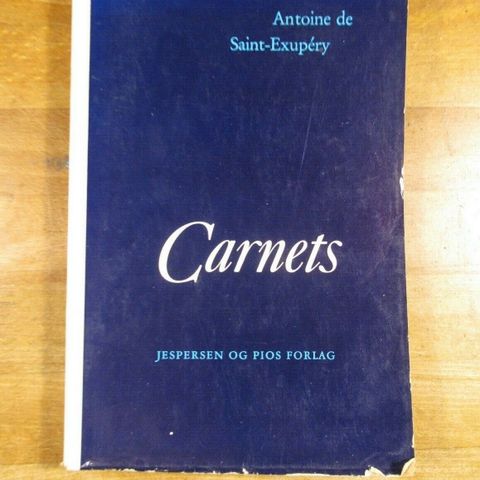 Antoine de
Saint-Exupéry
Carnets
JESPERSEN OG PIOS FORLAG